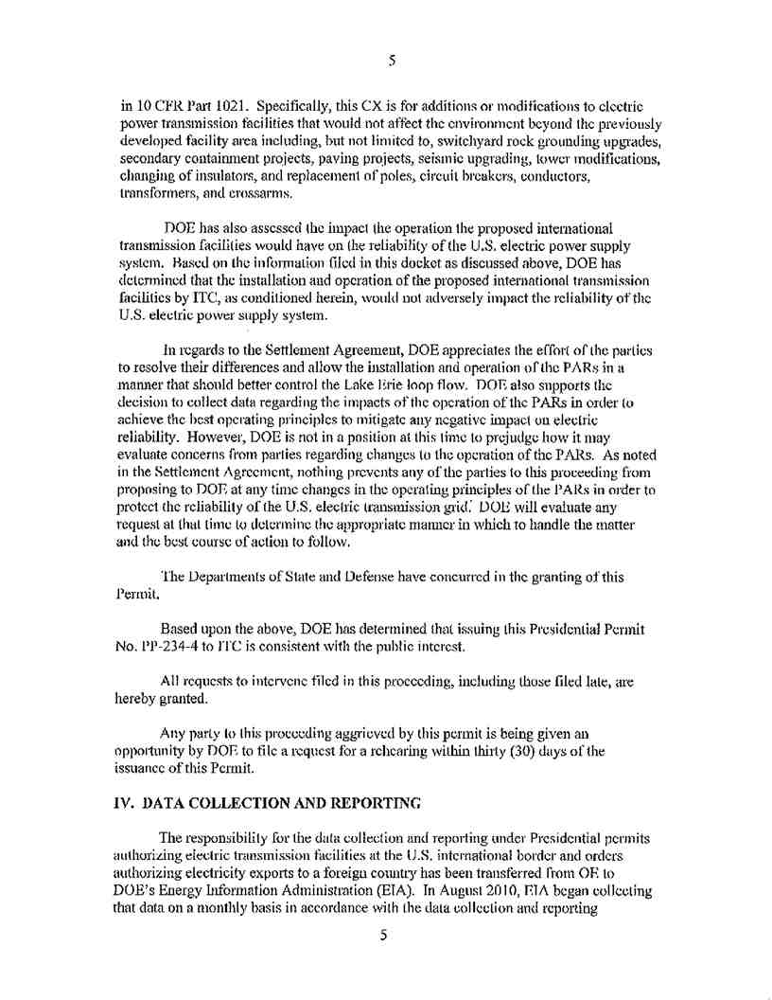 5
in 10 CFR Part 1021. Specifically, this CX is for additions or modifications to electric
power transmission facilities that would not affect the environment beyond the previously
developed facility area including, but not limited to, switchyard rock grounding upgrades,
secondary containment projects, paving projects, seismic upgrading, tower modifications,
changing of insulators, and replacement of poles, circuit breakers, conductors,
transformers, and crossarms.
DOE has also assessed the impact the operation the proposed international
transmission facilities would have on the reliability of the U.S. electric power supply
system. Based on the information filed in this docket as discussed above, DOE has
determined that the installation and operation of the proposed international transmission
facilities by ITC, as conditioned herein, would not adversely impact the reliability of the
U.S. electric power supply system.
In regards to the Settlement Agreement, DOE appreciates the effort of the parties
to resolve their differences and allow the installation and operation of the PARs in a
manner that should better control the Lake Erie loop flow. DOE also supports the
decision to collect data regarding the impacts of the operation of the PARs in order to
achieve the best operating principles to mitigate any negative impact on electric
reliability. However, DOE is not in a position at this time to prejudge how it may
evaluate concerns from parties regarding changes to the operation of the PARs. As noted
in the Settlement Agreement, nothing prevents any of the parties to this proceeding from
proposing to DOE at any time changes in the operating principles of the PARs in order to
protect the reliability of the U.S. electric transmission grid. DOE will evaluate any
request at that time to determine the appropriate manner in which to handle the matter
and the best course of action to follow.
The Departments of State and Defense have concurred in the granting of this
Permit.
Based upon the above, DOE has determined that issuing this Presidential Permit
No. PP-234-4 to ITC is consistent with the public interest.
All requests to intervene filed in this proceeding, including those filed late, are
hereby granted.
Any party to this proceeding aggrieved by this permit is being given an
opportunity by DOE to file a request for a rehearing within thirty (30) days of the
issuance of this Permit.
IV. DATA COLLECTION AND REPORTING
The responsibility for the data collection and reporting under Presidential permits
authorizing electric transmission facilities at the U.S. international border and orders
authorizing electricity exports to a foreign country has been transferred from OE to
DOE's Energy Information Administration (EIA). In August 2010, EIA began collecting
that data on a monthly basis in accordance with the data collection and reporting
5